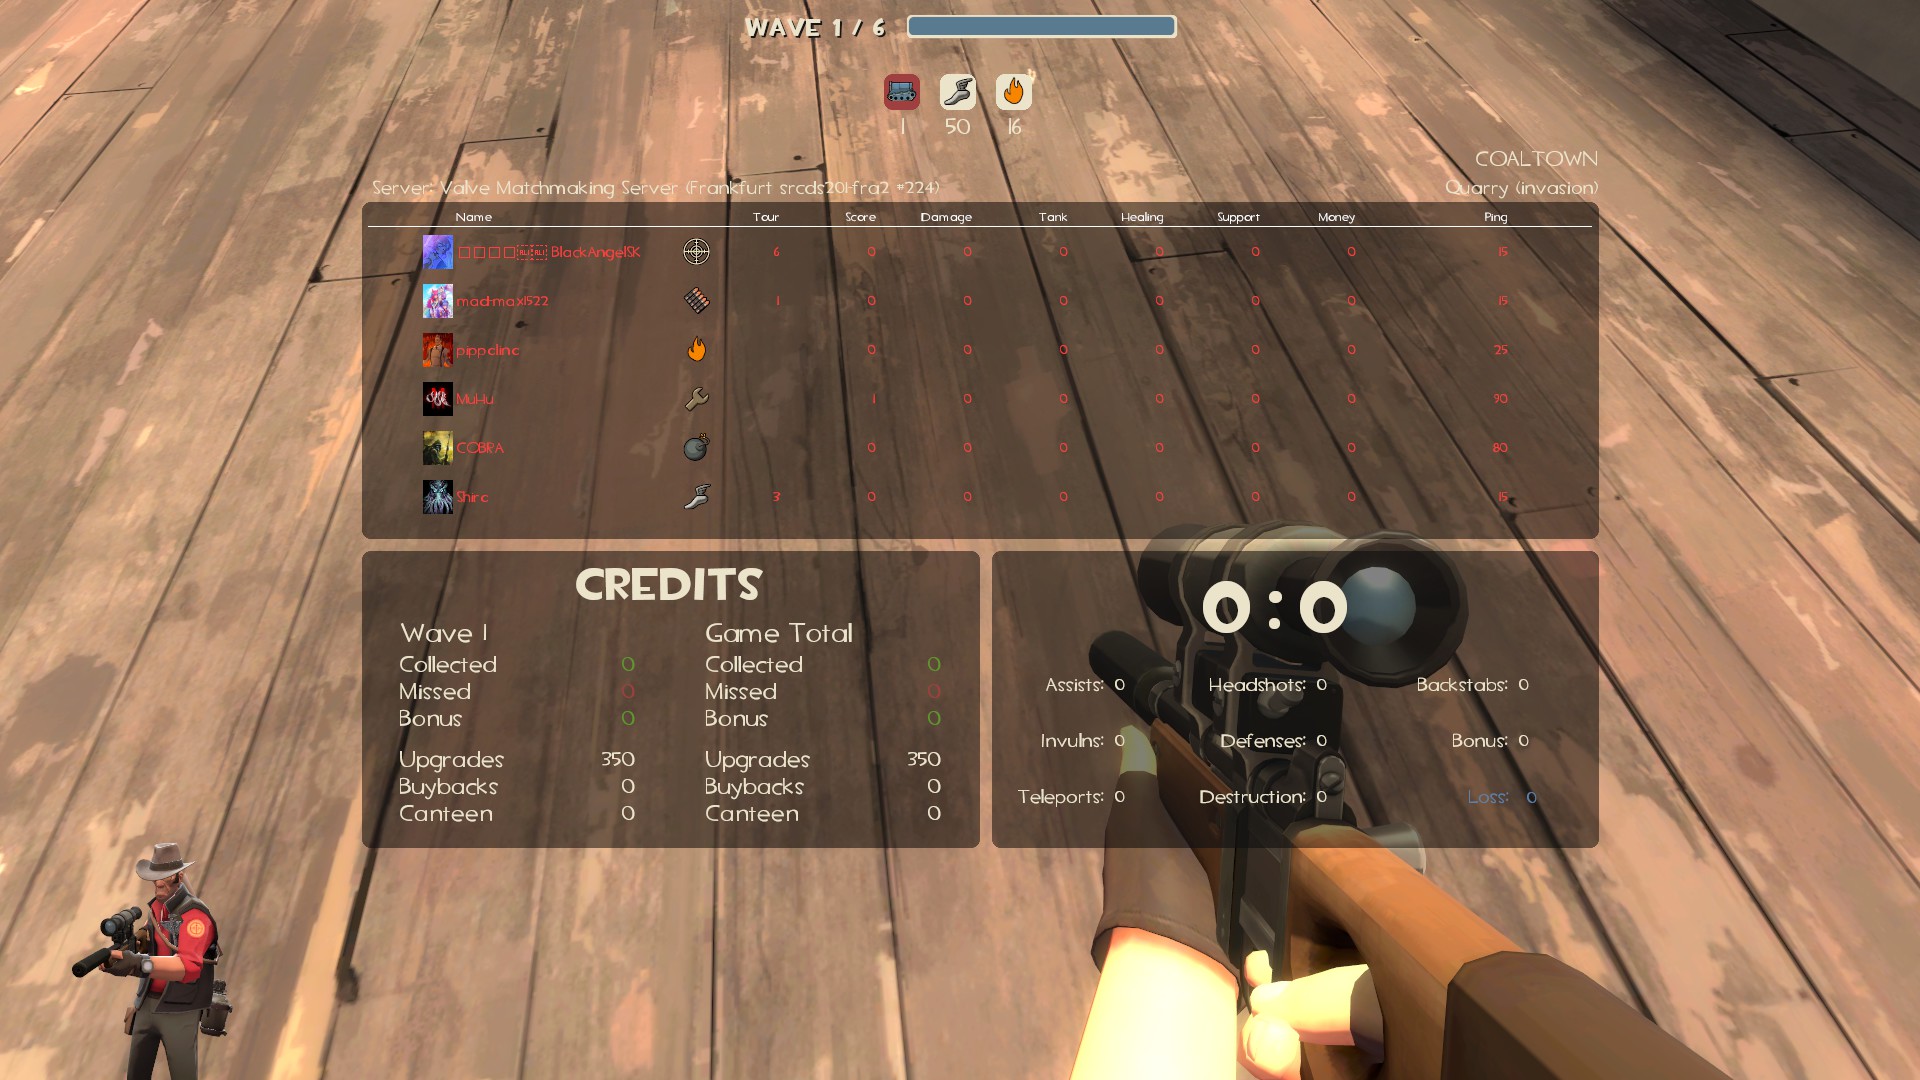 WAVE 1 / 6
1 50 16
COALTOWN
Server: Valve Matchmaking Server (Frankfurt srcds201-fra2 #224)
Quarry (invasion)
Name Tour Score Damage Tank Healing Support Money Ping
BlackAngelSK 6 0 0 0 0 0 0 15
mad-max1522 1 0 0 0 0 0 0 15
0 0 0 0 0 0 25
MuHu 1 0 0 0 0 0 90
COBRA 0 0 0 0 0 0 80
3 0 0 0 0 0 0 15
CREDITS
Wave 1 Game Total
Collected 0 Collected 0
Missed 0 Missed 0
Bonus 0 Bonus 0
Upgrades 350 Upgrades 350
Buybacks 0 Buybacks 0
Canteen 0 Canteen 0
0 : 0
Assists: 0 Headshots: 0 Backstabs: 0
Invulns: 0 Defenses: 0 Bonus: 0
Teleports: 0 Destruction: 0 Loss: 0